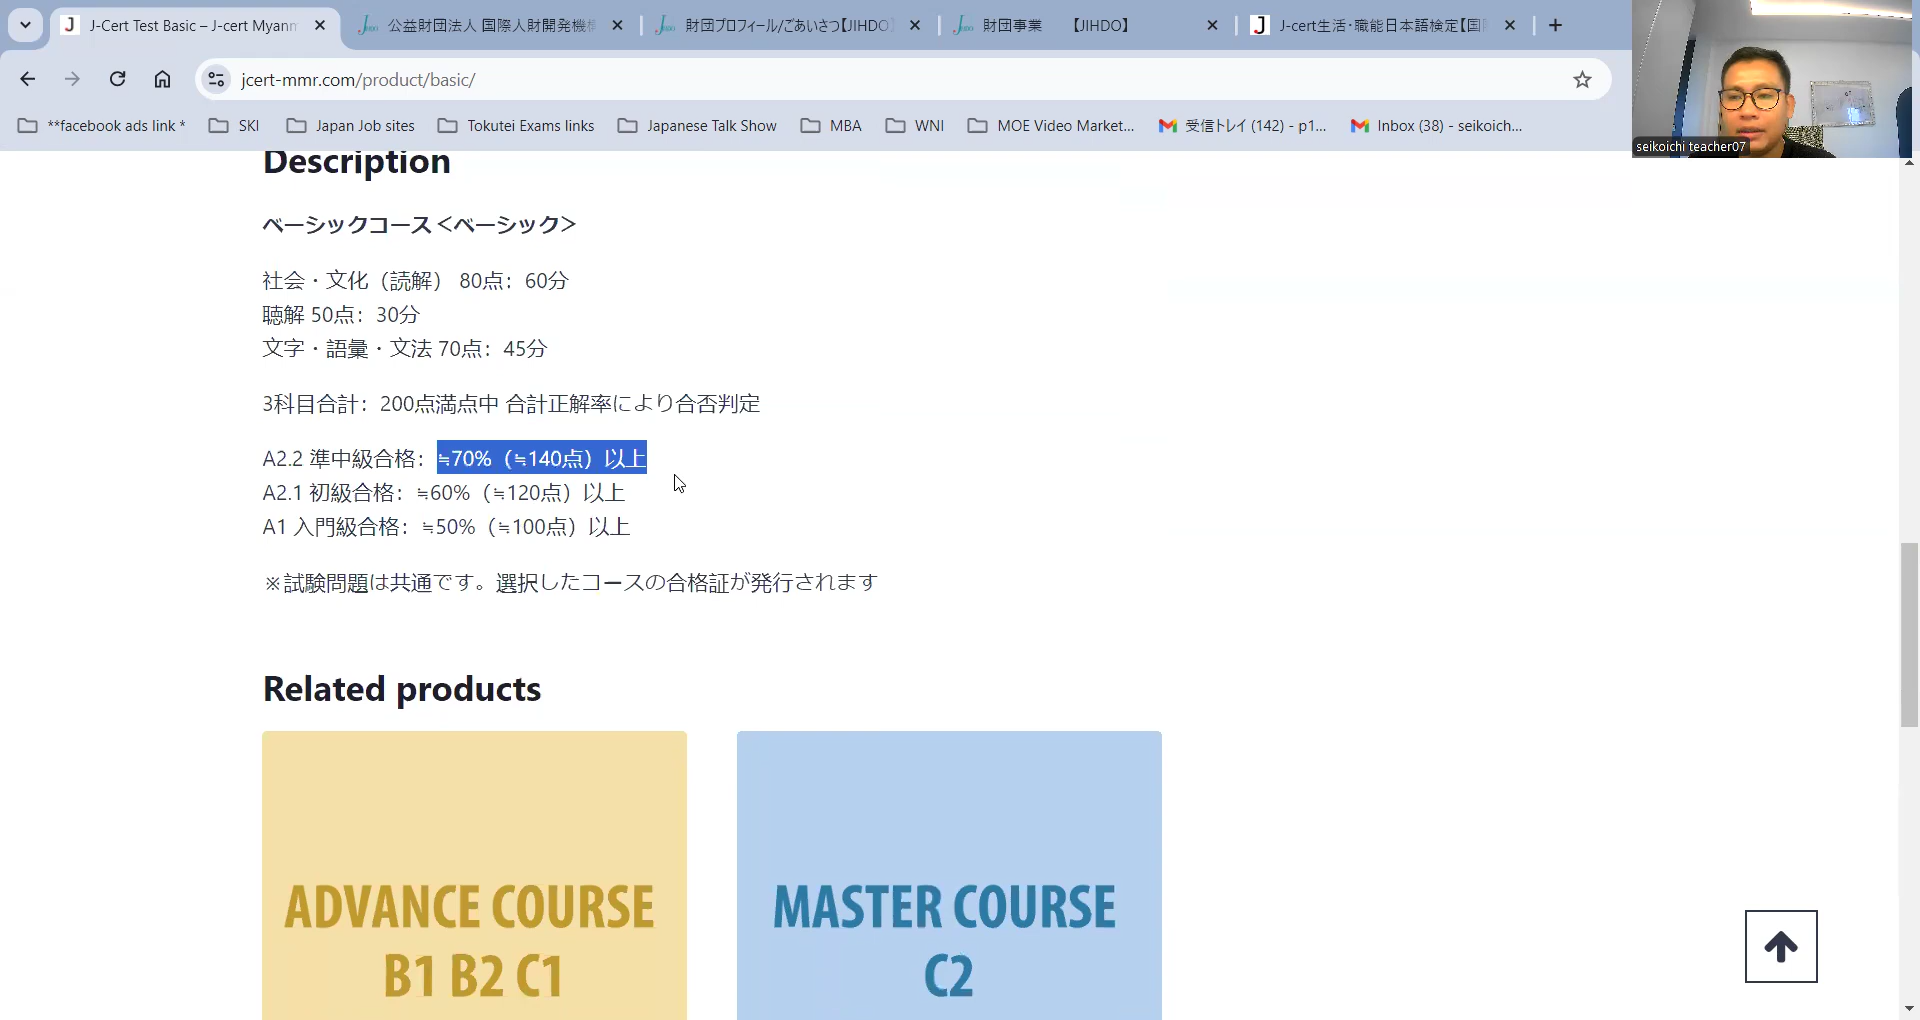 J-Cert Test Basic – J-cert Myanm
公益財団法人 国際人財開発機構
財団プロフィール/ごあいさつ【JIHDO】
財団事業 【JIHDO】
J-cert生活・職能日本語検定【国
jcert-mmr.com/product/basic/
**facebook ads link *
SKI
Japan Job sites
Tokutei Exams links
Japanese Talk Show
MBA
WNI
MOE Video Market...
受信トレイ (142) - p1...
Inbox (38) - seikoich...
seikoichi teacher07
Description
ベーシックコース＜ベーシック＞
社会・文化（読解） 80点：60分
聴解 50点：30分
文字・語彙・文法 70点：45分
3科目合計：200点満点中 合計正解率により合否判定
A2.2 準中級合格：≒70%（≒140点）以上
A2.1 初級合格：≒60%（≒120点）以上
A1 入門級合格：≒50%（≒100点）以上
※試験問題は共通です。選択したコースの合格証が発行されます
Related products
ADVANCE COURSE
B1 B2 C1
MASTER COURSE
C2